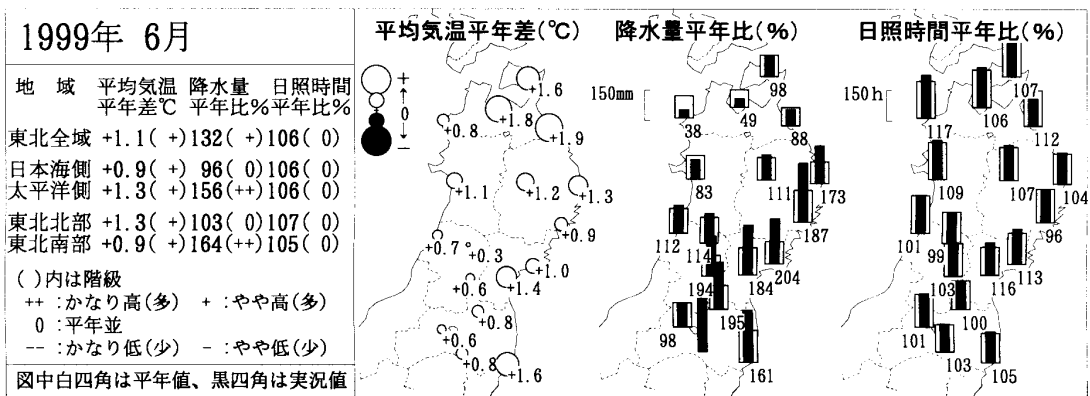 1999年 6月
地 域 平均気温 降水量 日照時間
平年差℃ 平年比% 平年比%
東北全域 +1.1( +) 132( +) 106( 0)
日本海側 +0.9( +) 96( 0) 106( 0)
太平洋側 +1.3( +) 156(++) 106( 0)
東北北部 +1.3( +) 103( 0) 107( 0)
東北南部 +0.9( +) 164(++) 105( 0)
( )内は階級
++ :かなり高(多) + :やや高(多)
0 :平年並
-- :かなり低(少) - :やや低(少)
図中白四角は平年値、黒四角は実況値
平均気温平年差(℃)
+
0
−
+1.6
+1.8
+0.8
+1.9
+1.1
+1.2
+1.3
+0.9
+0.7
+0.3
+1.0
+0.6
+1.4
+0.8
+0.6
+0.8
+1.6
降水量平年比(%)
150mm
98
38
49
88
83
111
173
187
112
114
204
194
184
195
98
161
日照時間平年比(%)
150h
107
117
106
112
109
107
104
101
96
99
113
103
116
100
101
103
105